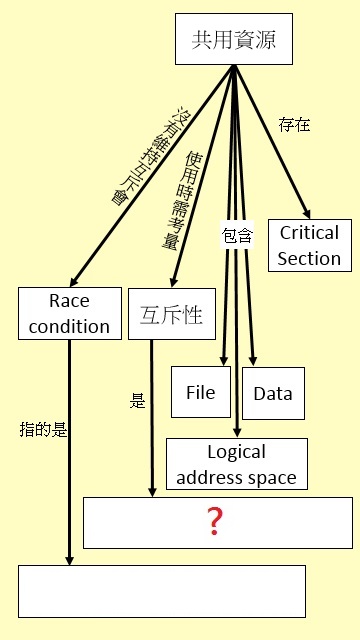 共用資源
沒有維持互斥會
使用時需考量
包含
存在
Critical
Section
Race
condition
互斥性
File
Data
是
指的是
Logical
address space
?